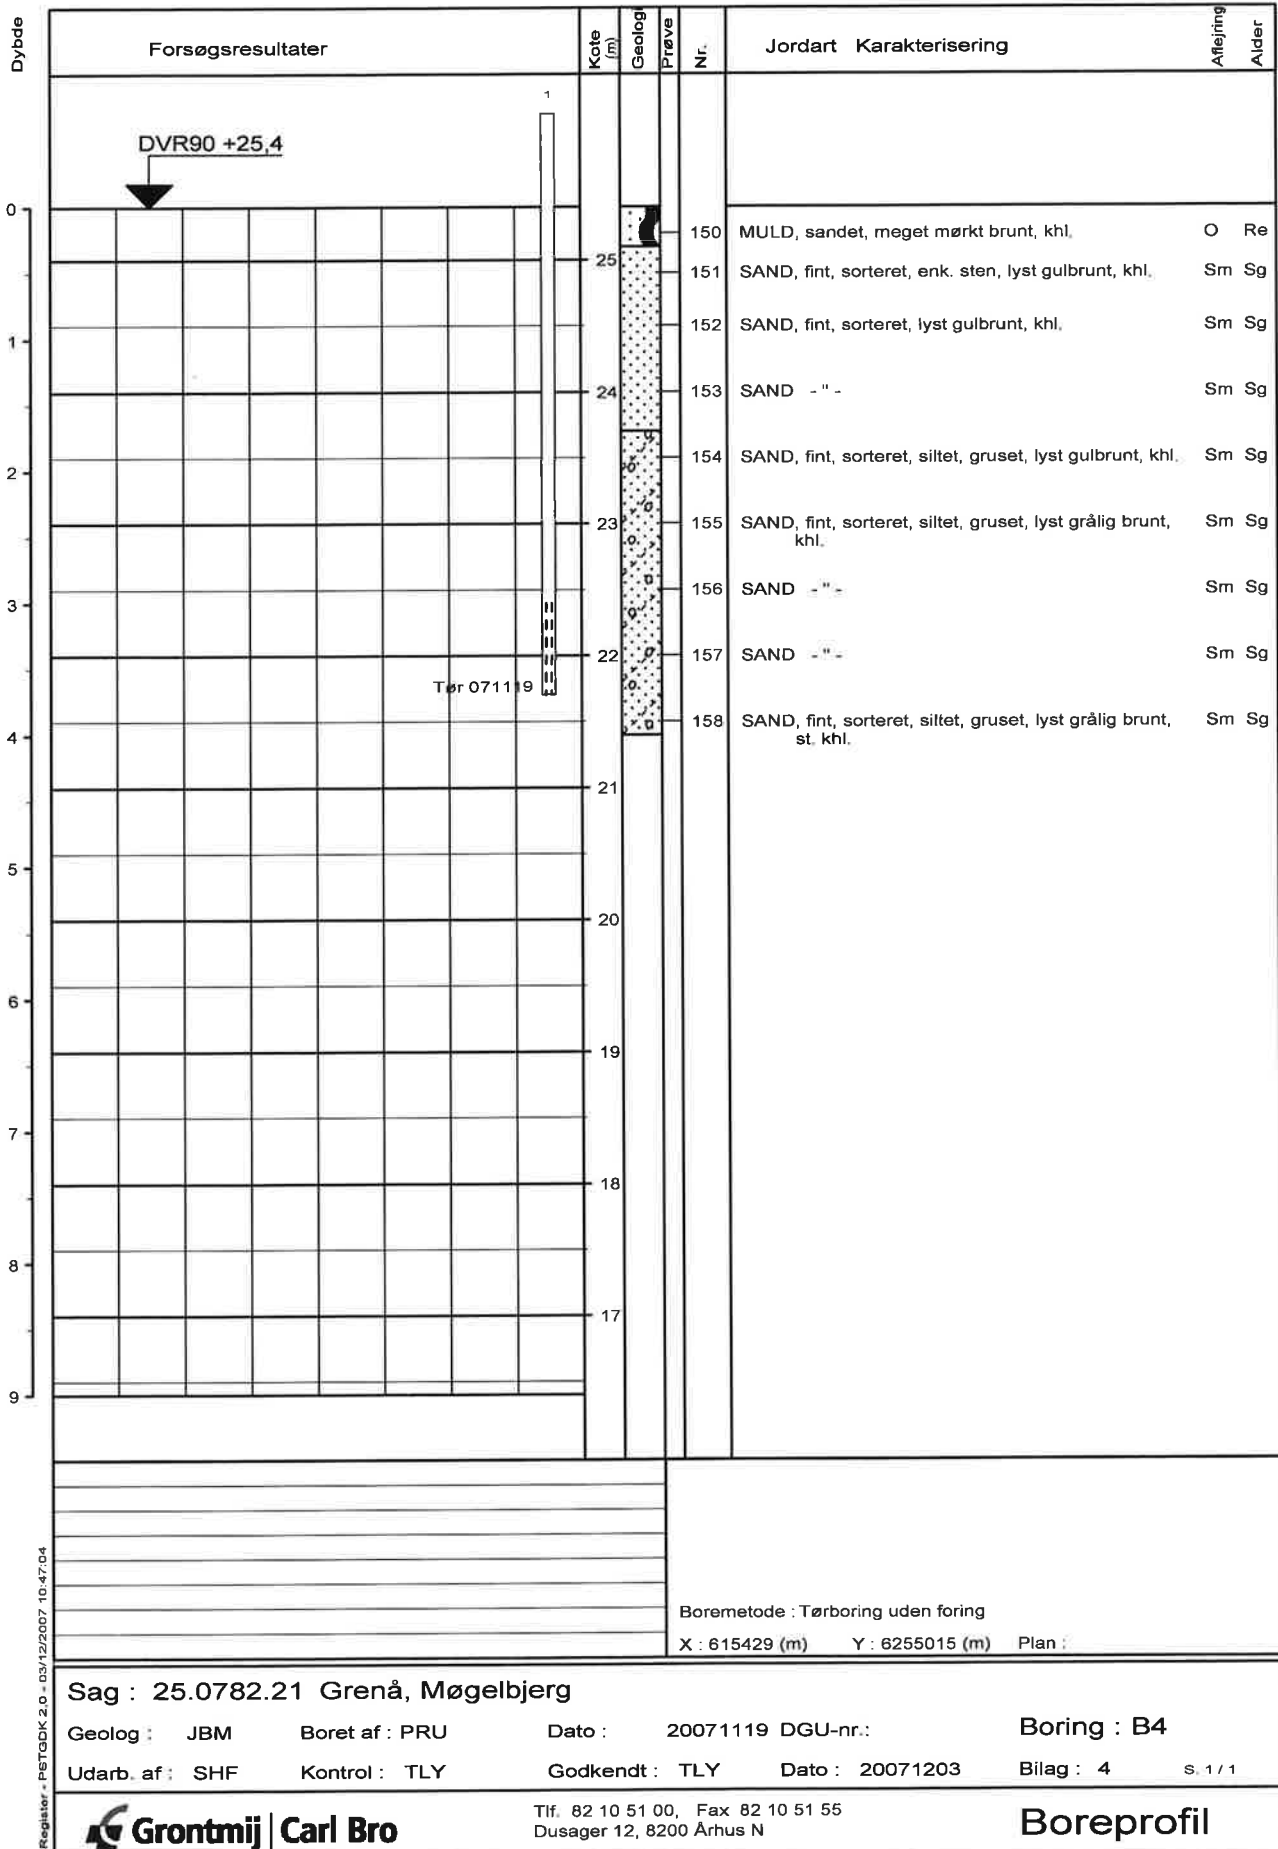 Dybde
Forsøgsresultater
Kote (m)
Geologi
Prøve
Nr.
Jordart Karakterisering
Aflejring
Alder
1
DVR90 +25,4
0
150 MULD, sandet, meget mørkt brunt, khl. O Re
25
151 SAND, fint, sorteret, enk. sten, lyst gulbrunt, khl. Sm Sg
152 SAND, fint, sorteret, lyst gulbrunt, khl. Sm Sg
1
24
153 SAND - " - Sm Sg
154 SAND, fint, sorteret, siltet, gruset, lyst gulbrunt, khl. Sm Sg
2
23
155 SAND, fint, sorteret, siltet, gruset, lyst grålig brunt, Sm Sg
khl.
156 SAND - " - Sm Sg
3
22
157 SAND - " - Sm Sg
Tør 071119
158 SAND, fint, sorteret, siltet, gruset, lyst grålig brunt, Sm Sg
st. khl.
4
21
5
20
6
19
7
18
8
17
9
Boremetode : Tørboring uden foring
X : 615429 (m) Y : 6255015 (m) Plan :
Register - PSTGDK 2.0 - 03/12/2007 10:47:04
Sag : 25.0782.21 Grenå, Møgelbjerg
Geolog : JBM Boret af : PRU Dato : 20071119 DGU-nr.: Boring : B4
Udarb. af : SHF Kontrol : TLY Godkendt : TLY Dato : 20071203 Bilag : 4 S. 1 / 1
Grontmij | Carl Bro
Tlf. 82 10 51 00, Fax 82 10 51 55
Dusager 12, 8200 Århus N
Boreprofil